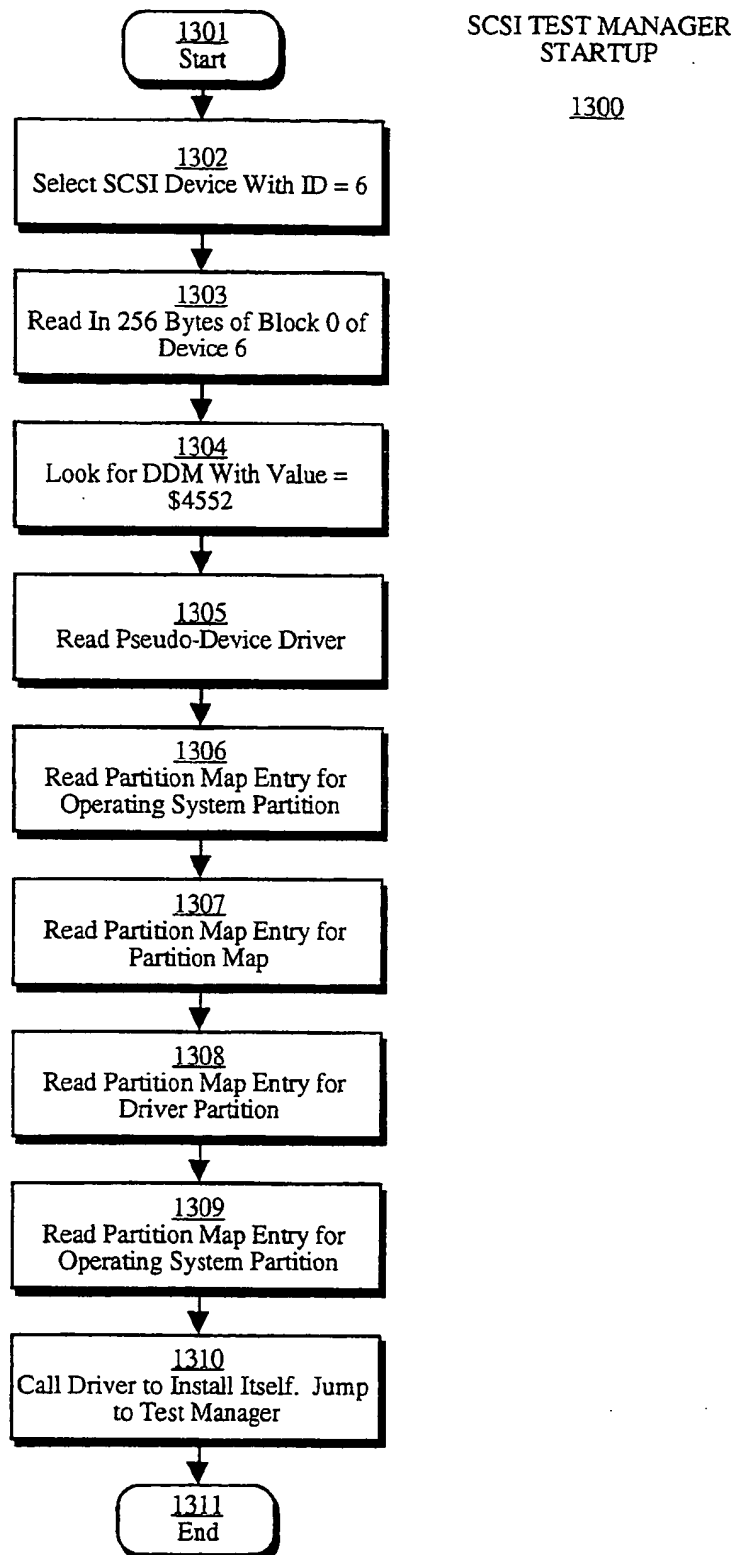 SCSI TEST MANAGER
STARTUP
1300
1301
Start
1302
Select SCSI Device With ID = 6
1303
Read In 256 Bytes of Block 0 of
Device 6
1304
Look for DDM With Value =
$4552
1305
Read Pseudo-Device Driver
1306
Read Partition Map Entry for
Operating System Partition
1307
Read Partition Map Entry for
Partition Map
1308
Read Partition Map Entry for
Driver Partition
1309
Read Partition Map Entry for
Operating System Partition
1310
Call Driver to Install Itself. Jump
to Test Manager
1311
End